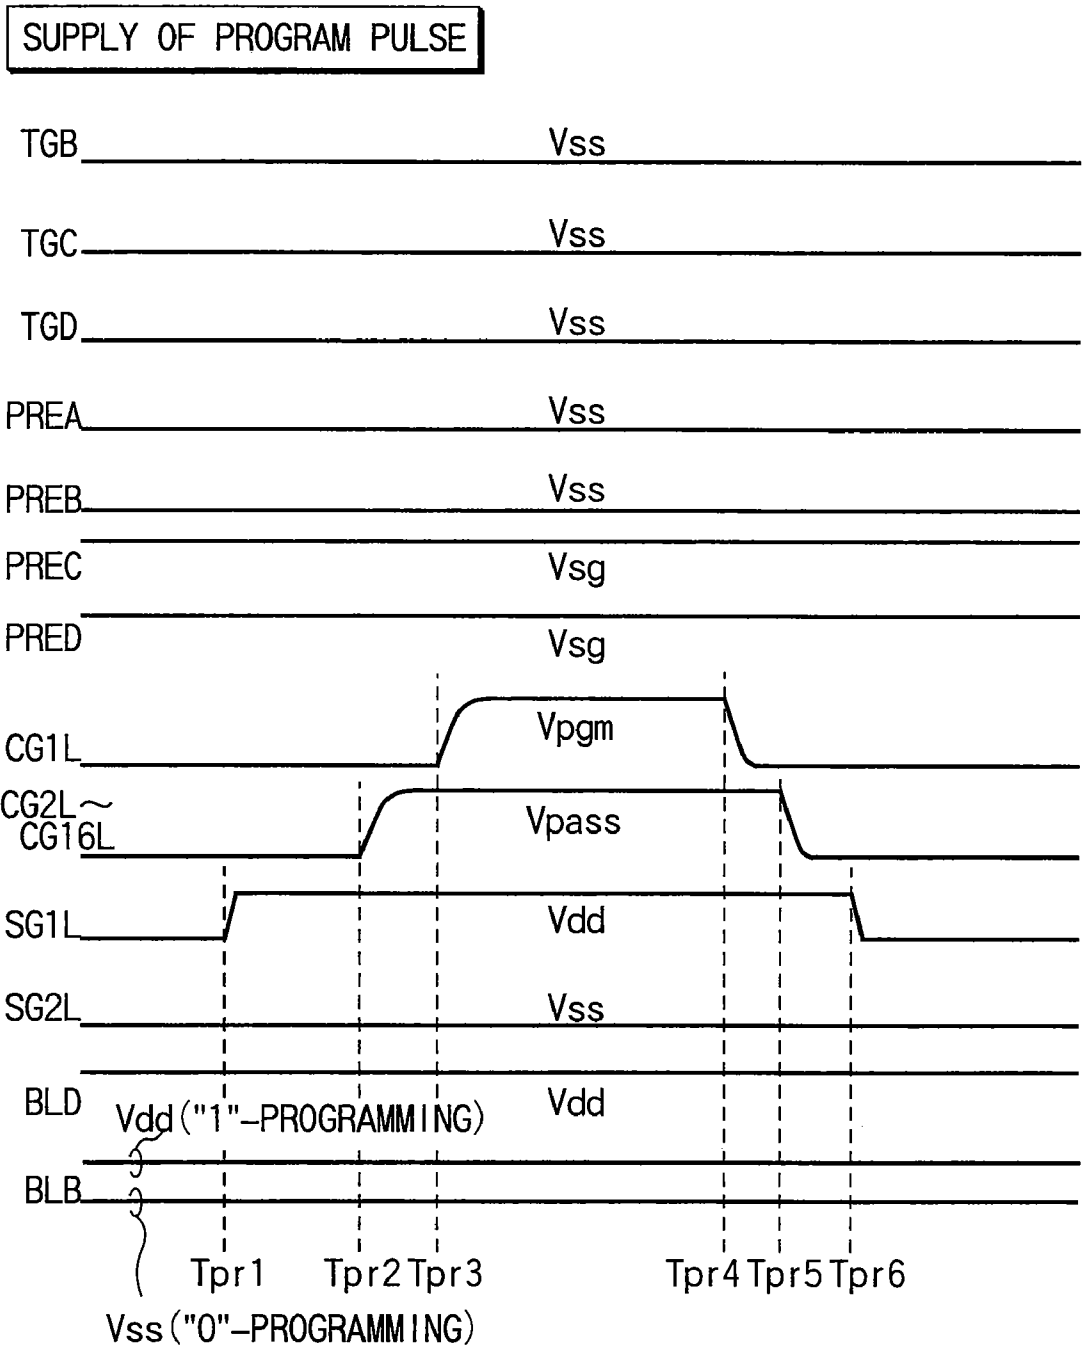 SUPPLY OF PROGRAM PULSE
TGB Vss
TGC Vss
TGD Vss
PREA Vss
PREB Vss
PREC Vsg
PRED Vsg
CG1L Vpgm
CG2L~
CG16L Vpass
SG1L Vdd
SG2L Vss
BLD Vdd
Vdd("1"-PROGRAMMING)
BLB
Tpr1 Tpr2 Tpr3 Tpr4 Tpr5 Tpr6
Vss("0"-PROGRAMMING)